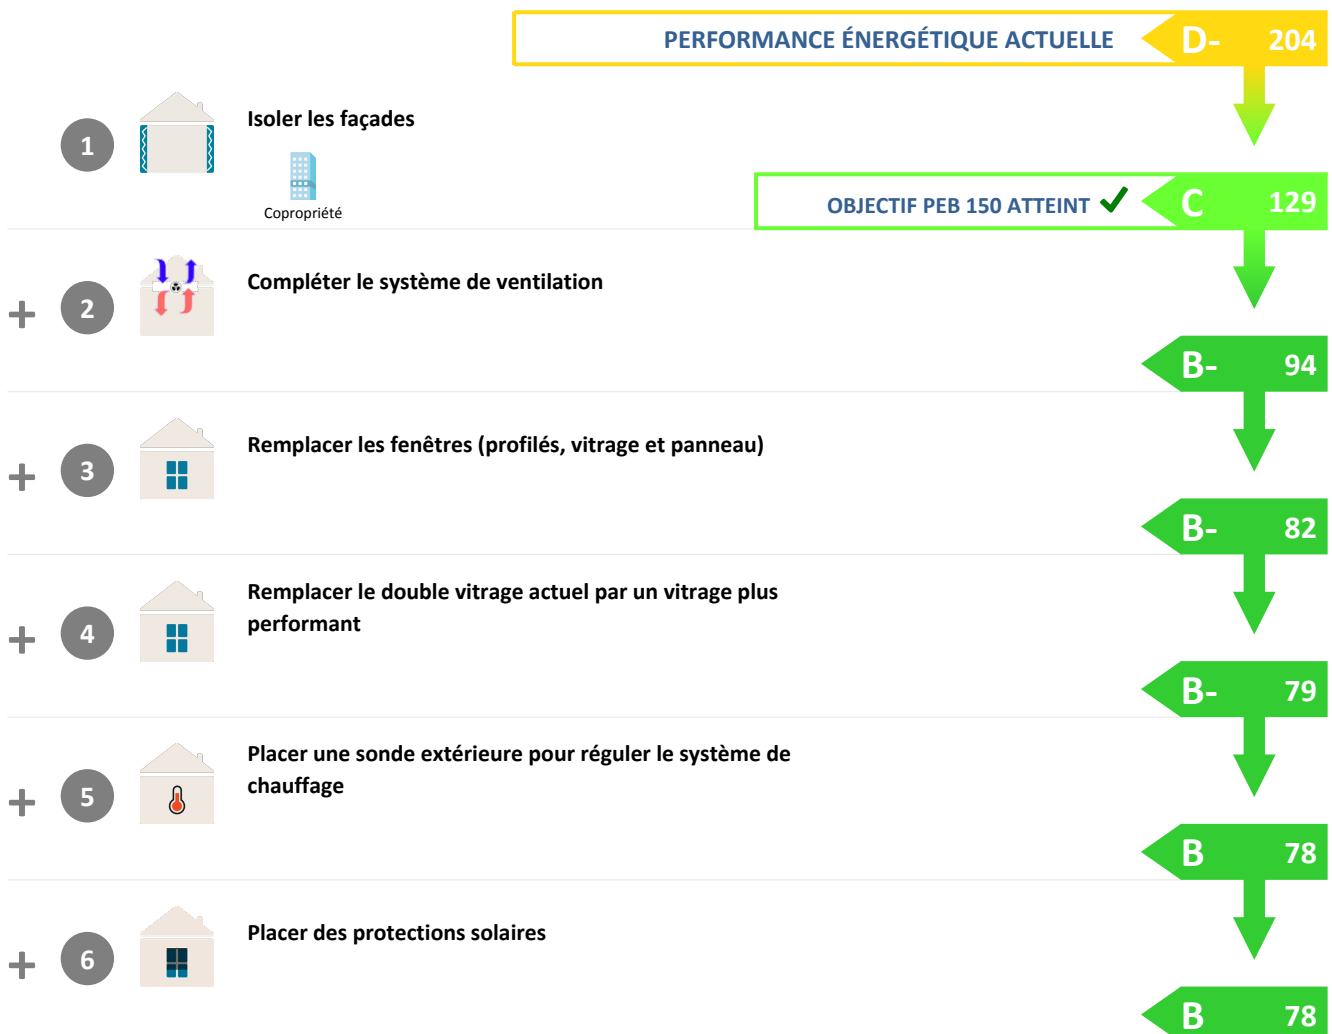 PERFORMANCE ÉNERGÉTIQUE ACTUELLE D- 204
1 Isoler les façades
Copropriété
OBJECTIF PEB 150 ATTEINT ✔ C 129
+ 2 Compléter le système de ventilation
B- 94
+ 3 Remplacer les fenêtres (profilés, vitrage et panneau)
B- 82
+ 4 Remplacer le double vitrage actuel par un vitrage plus
performant
B- 79
+ 5 Placer une sonde extérieure pour réguler le système de
chauffage
B 78
+ 6 Placer des protections solaires
B 78